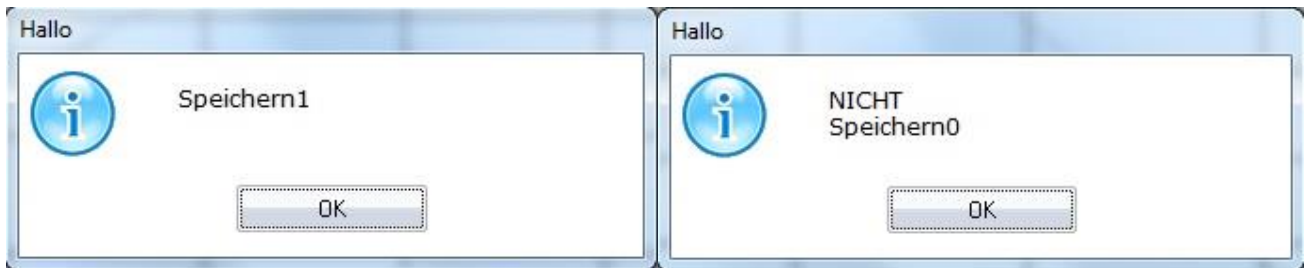 Hallo
Speichern1
OK
Hallo
NICHT
Speichern0
OK